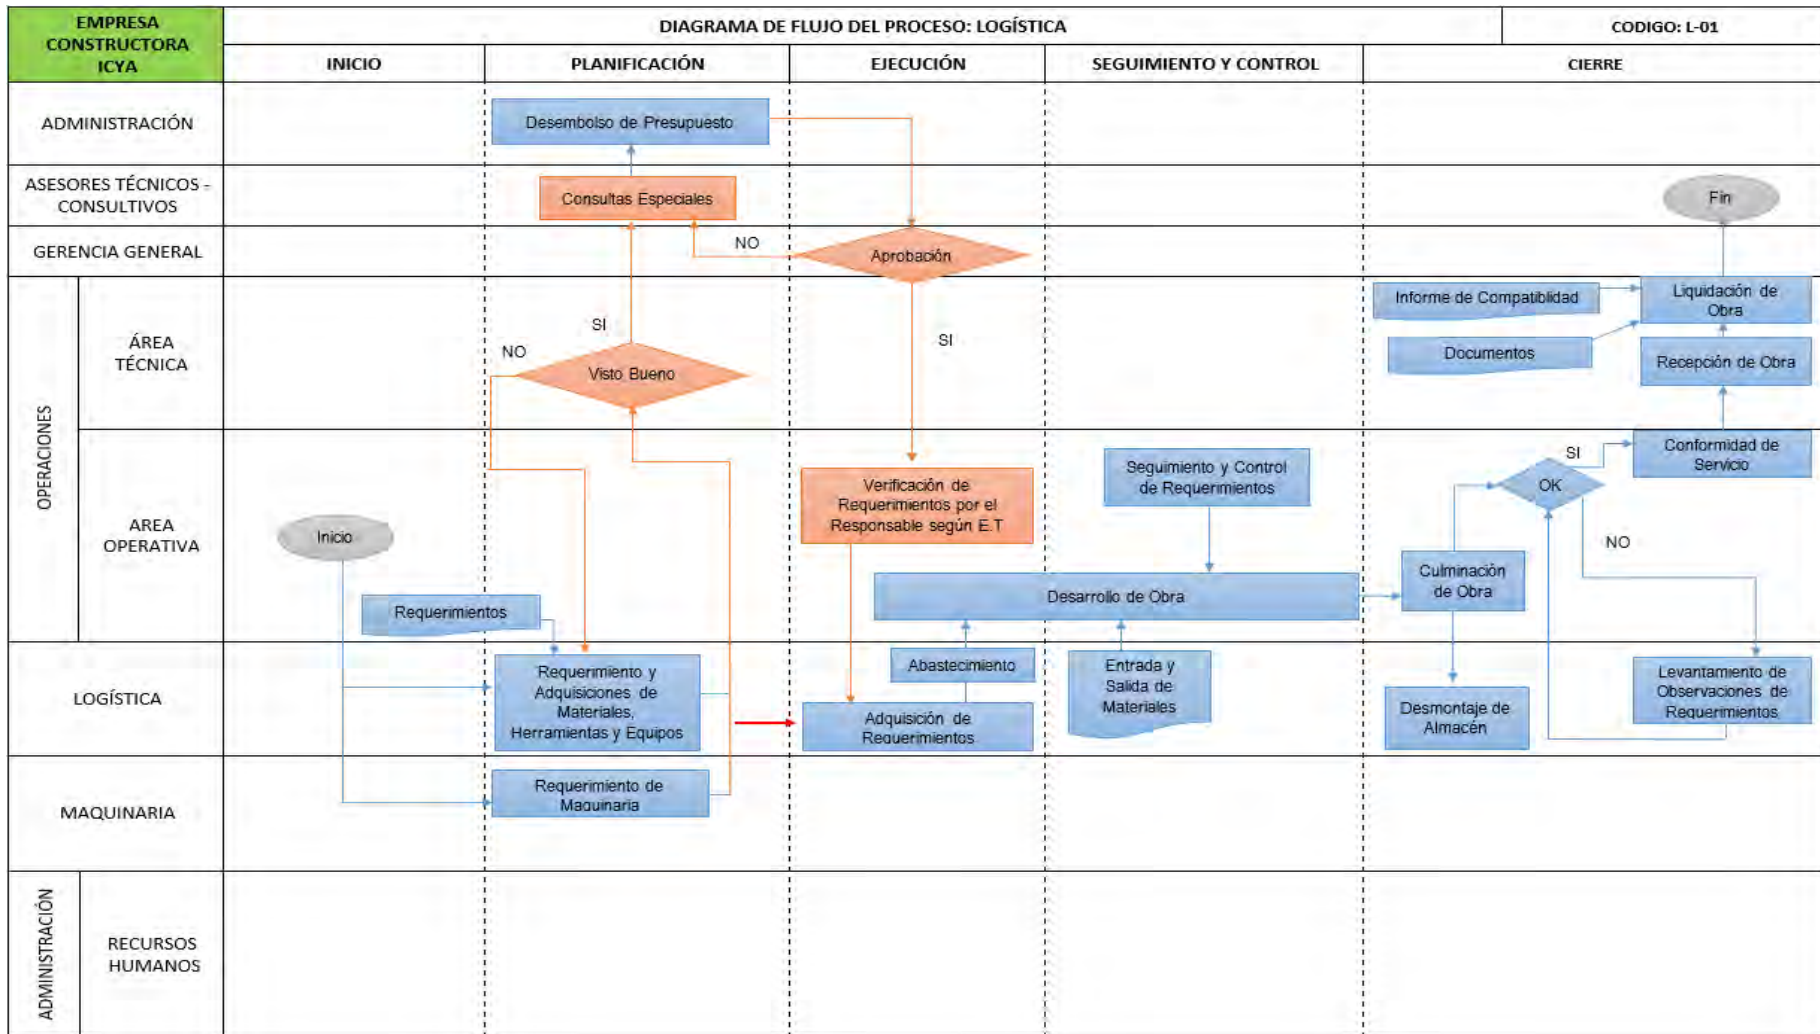 EMPRESA
CONSTRUCTORA
ICYA
DIAGRAMA DE FLUJO DEL PROCESO: LOGÍSTICA
CODIGO: L-01
INICIO
PLANIFICACIÓN
EJECUCIÓN
SEGUIMIENTO Y CONTROL
CIERRE
ADMINISTRACIÓN
Desembolso de Presupuesto
ASESORES TÉCNICOS -
CONSULTIVOS
Consultas Especiales
Fin
GERENCIA GENERAL
NO
Aprobación
OPERACIONES
ÁREA
TÉCNICA
SI
NO
Visto Bueno
SI
Informe de Compatiblidad
Liquidación de
Obra
Documentos
Recepción de Obra
AREA
OPERATIVA
Inicio
Requerimientos
Verificación de
Requerimientos por el
Responsable según E.T
Seguimiento y Control
de Requerimientos
Desarrollo de Obra
Culminación
de Obra
OK
SI
NO
Conformidad de
Servicio
LOGÍSTICA
Requerimiento y
Adquisiciones de
Materiales,
Herramientas y Equipos
Abastecimiento
Adquisición de
Requerimientos
Entrada y
Salida de
Materiales
Desmontaje de
Almacén
Levantamiento de
Observaciones de
Requerimientos
MAQUINARIA
Requerimiento de
Maquinaria
ADMINISTRACIÓN
RECURSOS
HUMANOS